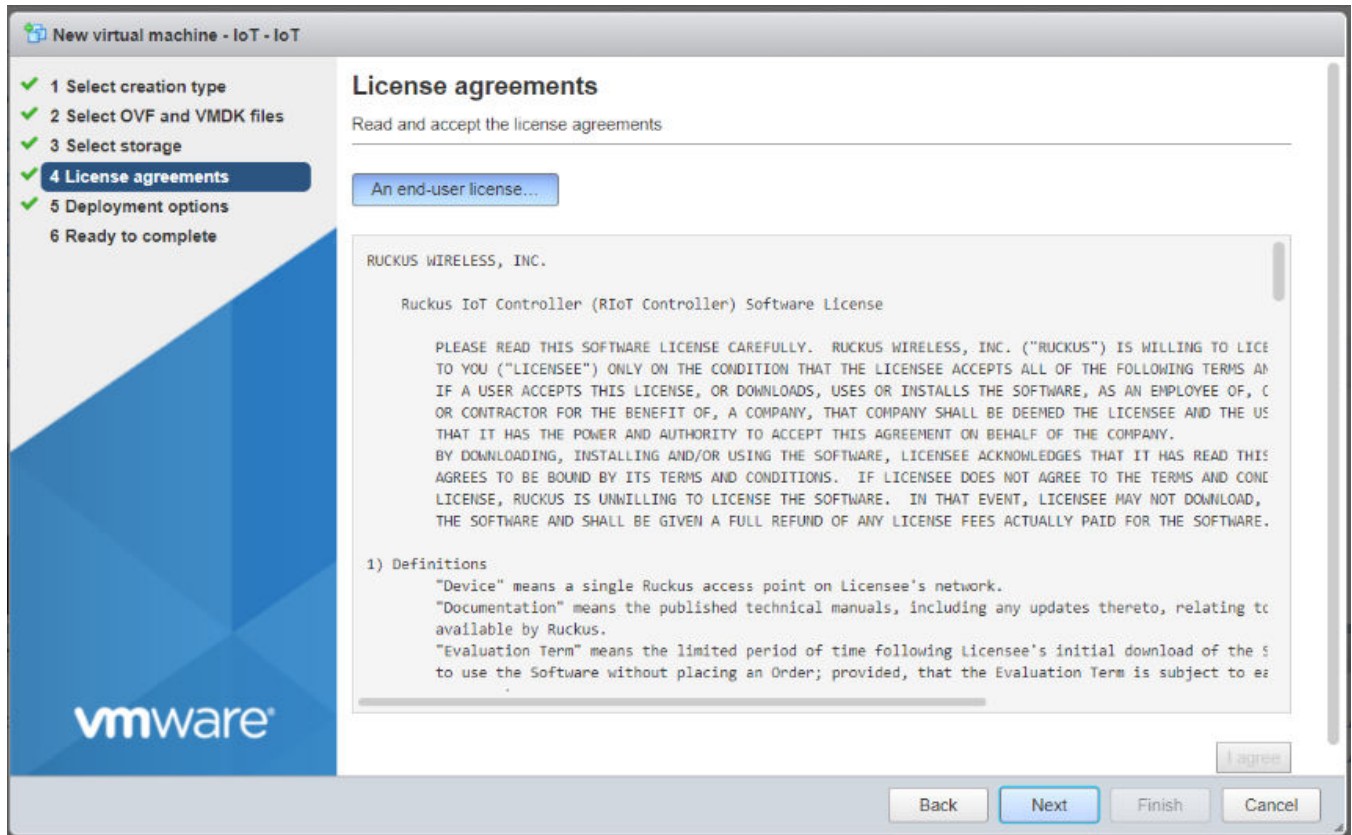 New virtual machine - IoT - IoT
1 Select creation type
2 Select OVF and VMDK files
3 Select storage
4 License agreements
5 Deployment options
6 Ready to complete
vmware
License agreements
Read and accept the license agreements
An end-user license...
RUCKUS WIRELESS, INC.
Ruckus IoT Controller (RIoT Controller) Software License
PLEASE READ THIS SOFTWARE LICENSE CAREFULLY. RUCKUS WIRELESS, INC. ("RUCKUS") IS WILLING TO LICE
TO YOU ("LICENSEE") ONLY ON THE CONDITION THAT THE LICENSEE ACCEPTS ALL OF THE FOLLOWING TERMS AN
IF A USER ACCEPTS THIS LICENSE, OR DOWNLOADS, USES OR INSTALLS THE SOFTWARE, AS AN EMPLOYEE OF, C
OR CONTRACTOR FOR THE BENEFIT OF, A COMPANY, THAT COMPANY SHALL BE DEEMED THE LICENSEE AND THE US
THAT IT HAS THE POWER AND AUTHORITY TO ACCEPT THIS AGREEMENT ON BEHALF OF THE COMPANY.
BY DOWNLOADING, INSTALLING AND/OR USING THE SOFTWARE, LICENSEE ACKNOWLEDGES THAT IT HAS READ THIS
AGREES TO BE BOUND BY ITS TERMS AND CONDITIONS. IF LICENSEE DOES NOT AGREE TO THE TERMS AND COND
LICENSE, RUCKUS IS UNWILLING TO LICENSE THE SOFTWARE. IN THAT EVENT, LICENSEE MAY NOT DOWNLOAD,
THE SOFTWARE AND SHALL BE GIVEN A FULL REFUND OF ANY LICENSE FEES ACTUALLY PAID FOR THE SOFTWARE.
1) Definitions
"Device" means a single Ruckus access point on Licensee's network.
"Documentation" means the published technical manuals, including any updates thereto, relating to
available by Ruckus.
"Evaluation Term" means the limited period of time following Licensee's initial download of the S
to use the Software without placing an Order; provided, that the Evaluation Term is subject to ea
I agree
Back
Next
Finish
Cancel